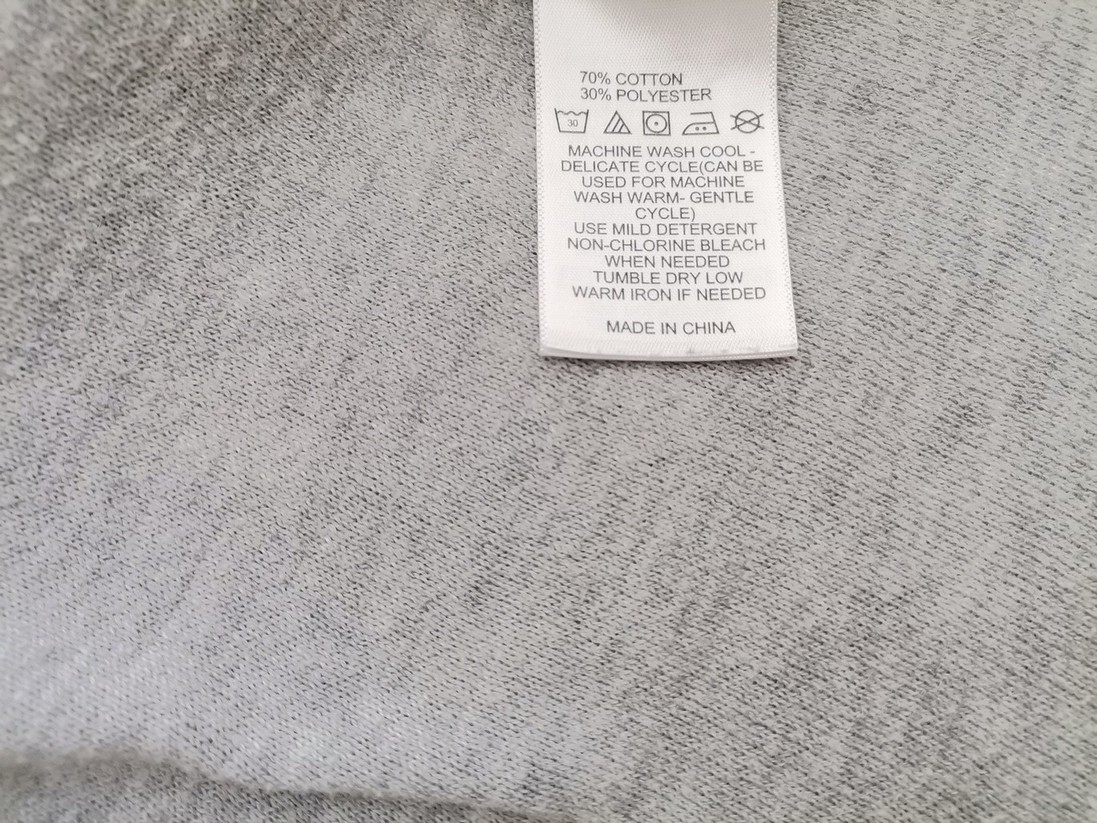 70% COTTON
30% POLYESTER
30
MACHINE WASH COOL -
DELICATE CYCLE(CAN BE
USED FOR MACHINE
WASH WARM- GENTLE
CYCLE)
USE MILD DETERGENT
NON-CHLORINE BLEACH
WHEN NEEDED
TUMBLE DRY LOW
WARM IRON IF NEEDED
MADE IN CHINA